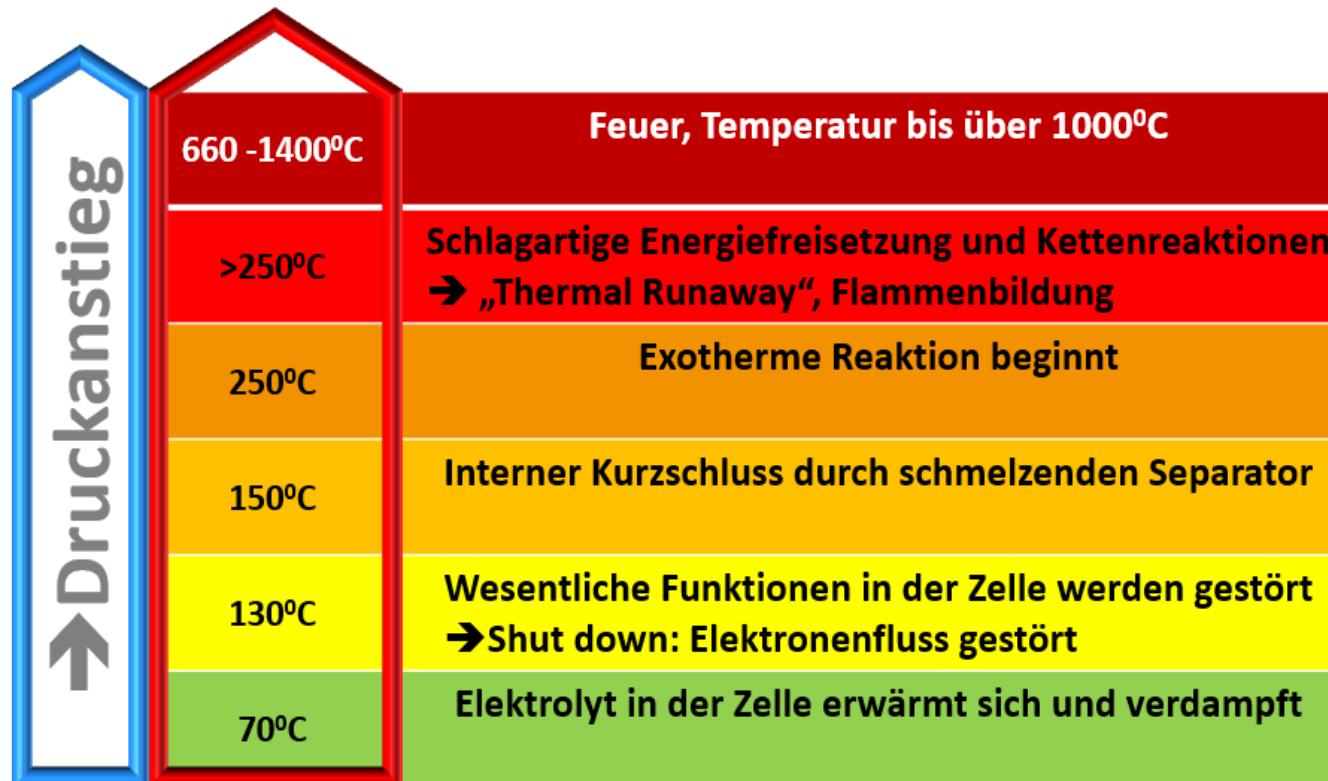 ➔Druckanstieg
660 -1400⁰C
Feuer, Temperatur bis über 1000⁰C
>250⁰C
Schlagartige Energiefreisetzung und Kettenreaktionen
➔ „Thermal Runaway“, Flammenbildung
250⁰C
Exotherme Reaktion beginnt
150⁰C
Interner Kurzschluss durch schmelzenden Separator
130⁰C
Wesentliche Funktionen in der Zelle werden gestört
➔Shut down: Elektronenfluss gestört
70⁰C
Elektrolyt in der Zelle erwärmt sich und verdampft